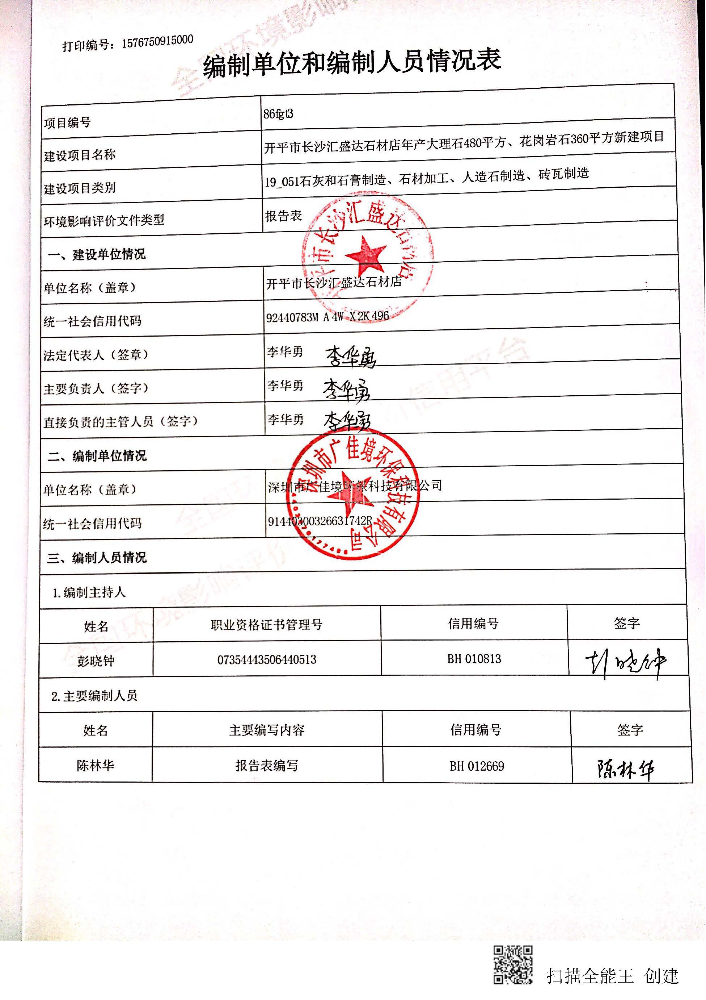 打印编号：1576750915000
编制单位和编制人员情况表
项目编号 86fgt3
建设项目名称 开平市长沙汇盛达石材店年产大理石480平方、花岗岩石360平方新建项目
建设项目类别 19_051石灰和石膏制造、石材加工、人造石制造、砖瓦制造
环境影响评价文件类型 报告表
一、建设单位情况
单位名称（盖章） 开平市长沙汇盛达石材店
统一社会信用代码 92440783MA4WX2K496
法定代表人（签章） 李华勇 李华勇
主要负责人（签字） 李华勇 李华勇
直接负责的主管人员（签字） 李华勇 李华勇
二、编制单位情况
深圳市广佳境环保科技有限公司
单位名称（盖章） 深圳市广佳境环保科技有限公司
统一社会信用代码 91440300326631742R
三、编制人员情况
1.编制主持人
姓名 职业资格证书管理号 信用编号 签字
彭晓钟 07354443506440513 BH 010813 彭晓钟
2.主要编制人员
姓名 主要编写内容 信用编号 签字
陈林华 报告表编写 BH 012669 陈林华
扫描全能王 创建